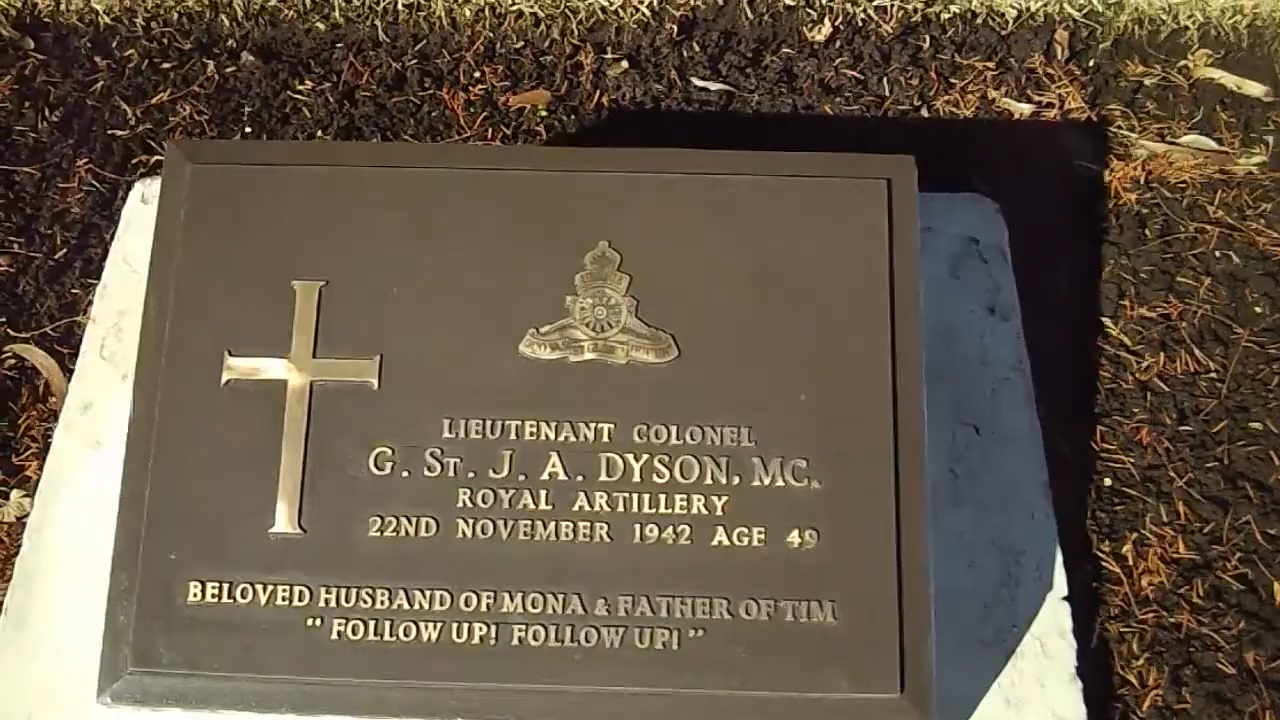 LIEUTENANT COLONEL
G. ST. J. A. DYSON, MC.
ROYAL ARTILLERY
22ND NOVEMBER 1942 AGE 49
BELOVED HUSBAND OF MONA & FATHER OF TIM
" FOLLOW UP! FOLLOW UP! "